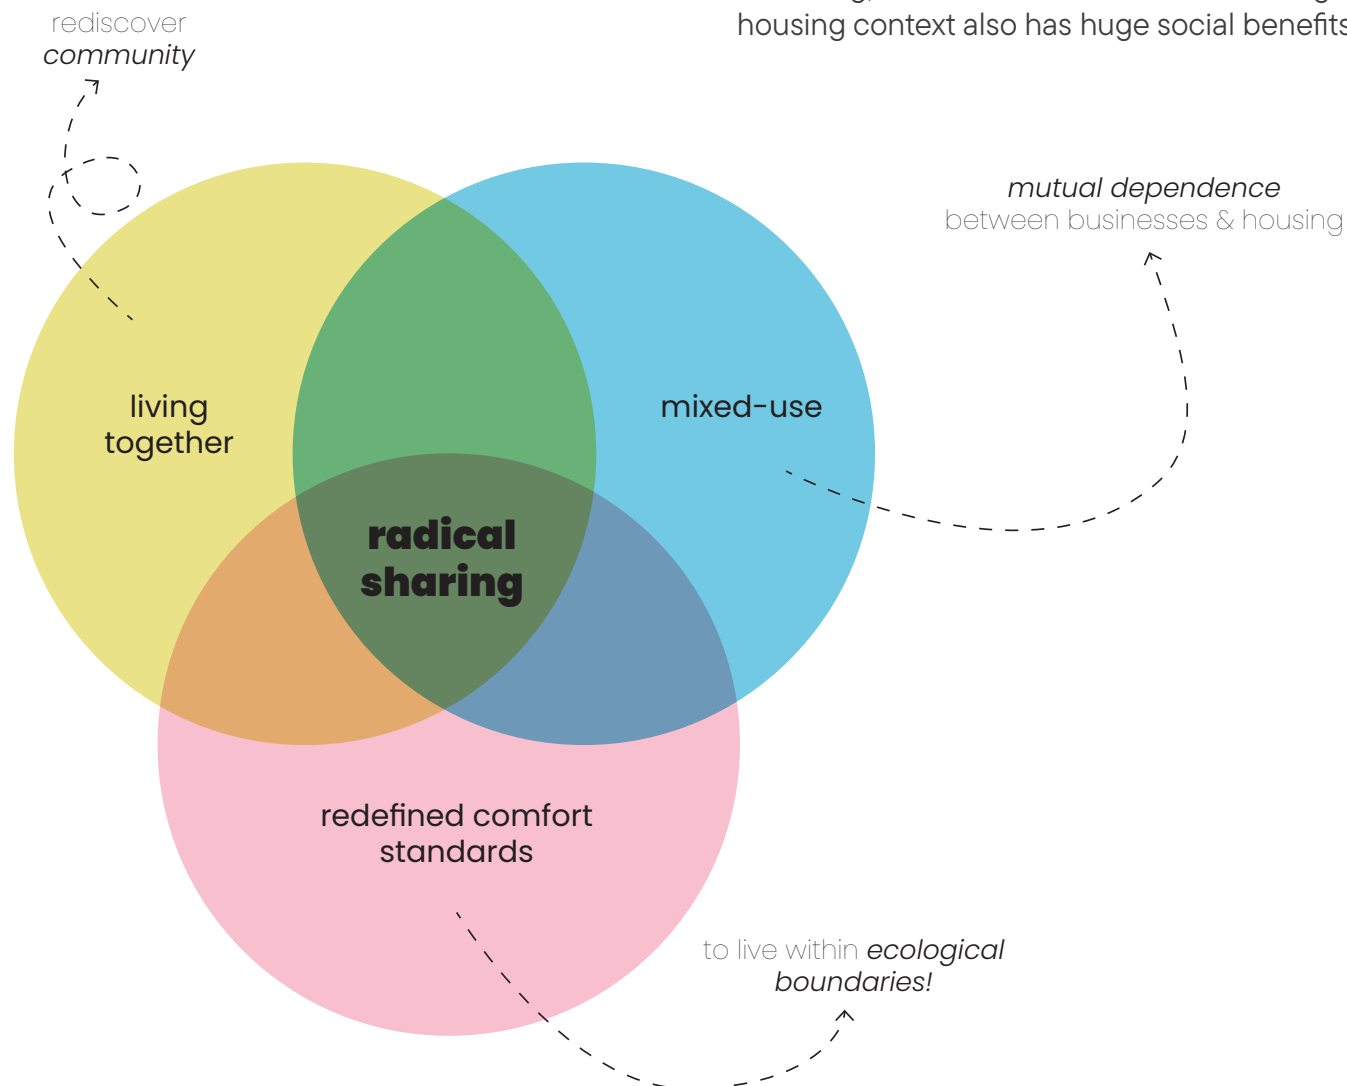 housing context also has huge social benefits
rediscover
community
mutual dependence
between businesses & housing
living
together
mixed-use
radical
sharing
redefined comfort
standards
to live within ecological
boundaries!